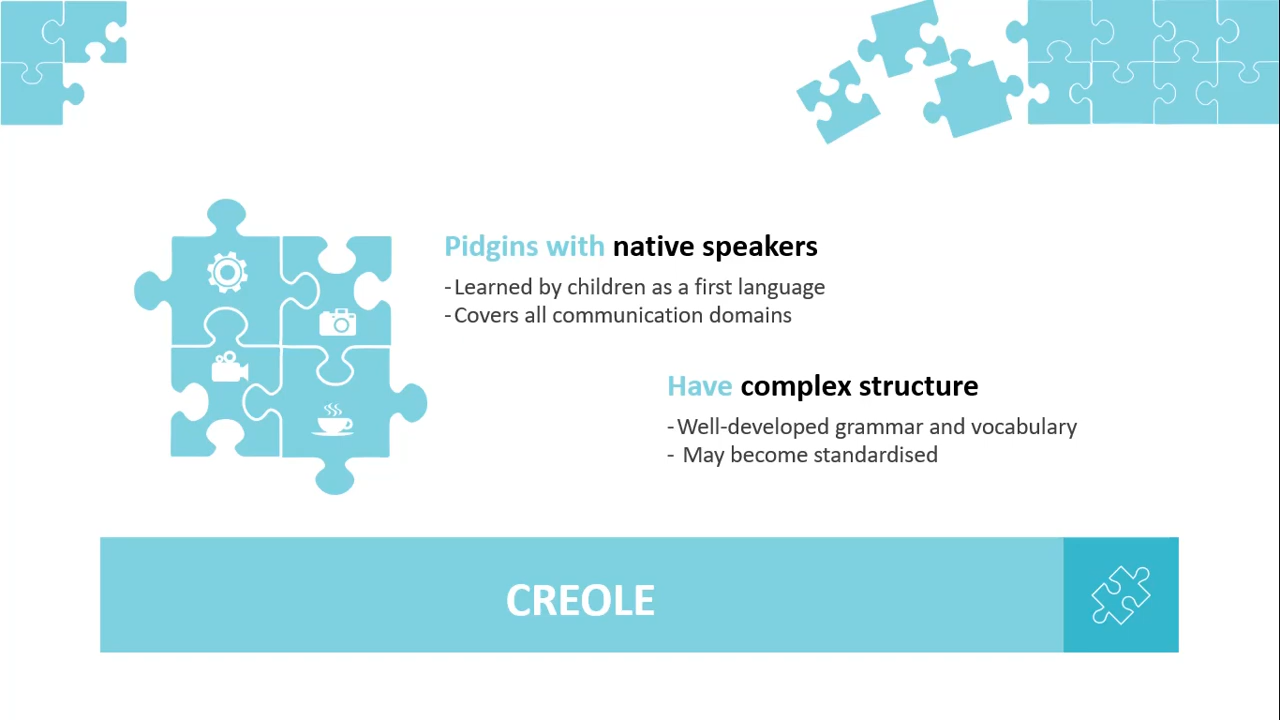 Pidgins with native speakers
-Learned by children as a first language
-Covers all communication domains
Have complex structure
-Well-developed grammar and vocabulary
- May become standardised
CREOLE